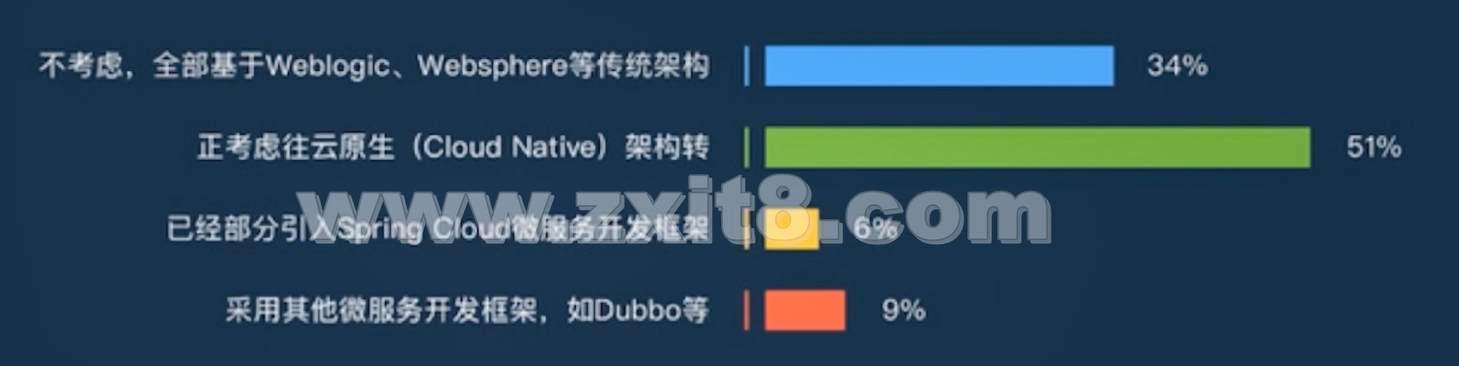 不考虑，全部基于Weblogic、Websphere等传统架构 34%
正考虑往云原生（Cloud Native）架构转 51%
www.zxit8.com
已经部分引入Spring Cloud微服务开发框架 6%
采用其他微服务开发框架，如Dubbo等 9%